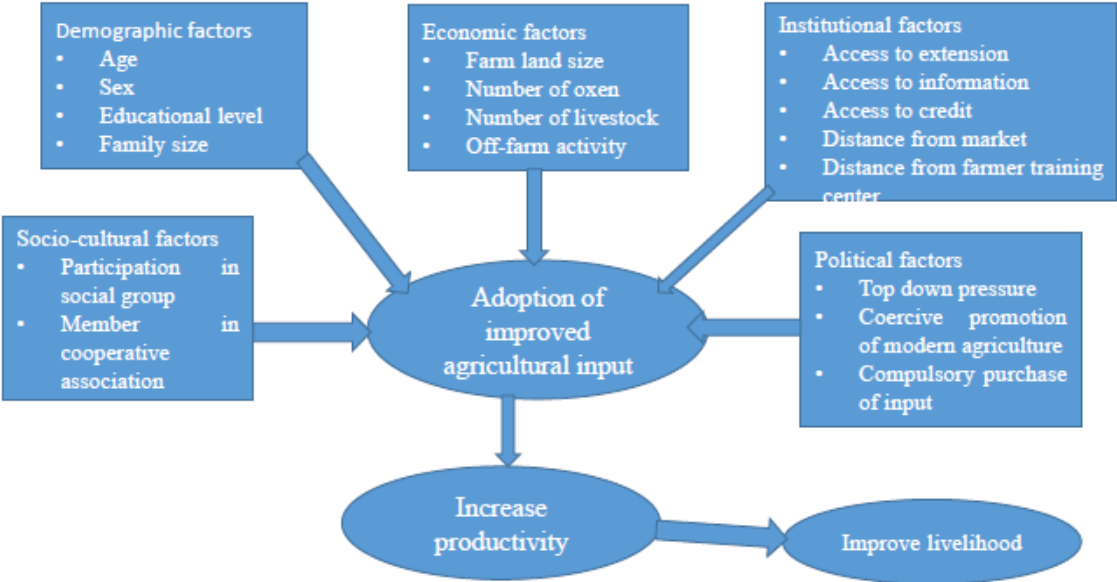 Demographic factors
• Age
• Sex
• Educational level
• Family size
Economic factors
• Farm land size
• Number of oxen
• Number of livestock
• Off-farm activity
Institutional factors
• Access to extension
• Access to information
• Access to credit
• Distance from market
• Distance from farmer training
center
Socio-cultural factors
• Participation in
social group
• Member in
cooperative
association
Adoption of
improved
agricultural input
Political factors
• Top down pressure
• Coercive promotion
of modern agriculture
• Compulsory purchase
of input
Increase
productivity
Improve livelihood